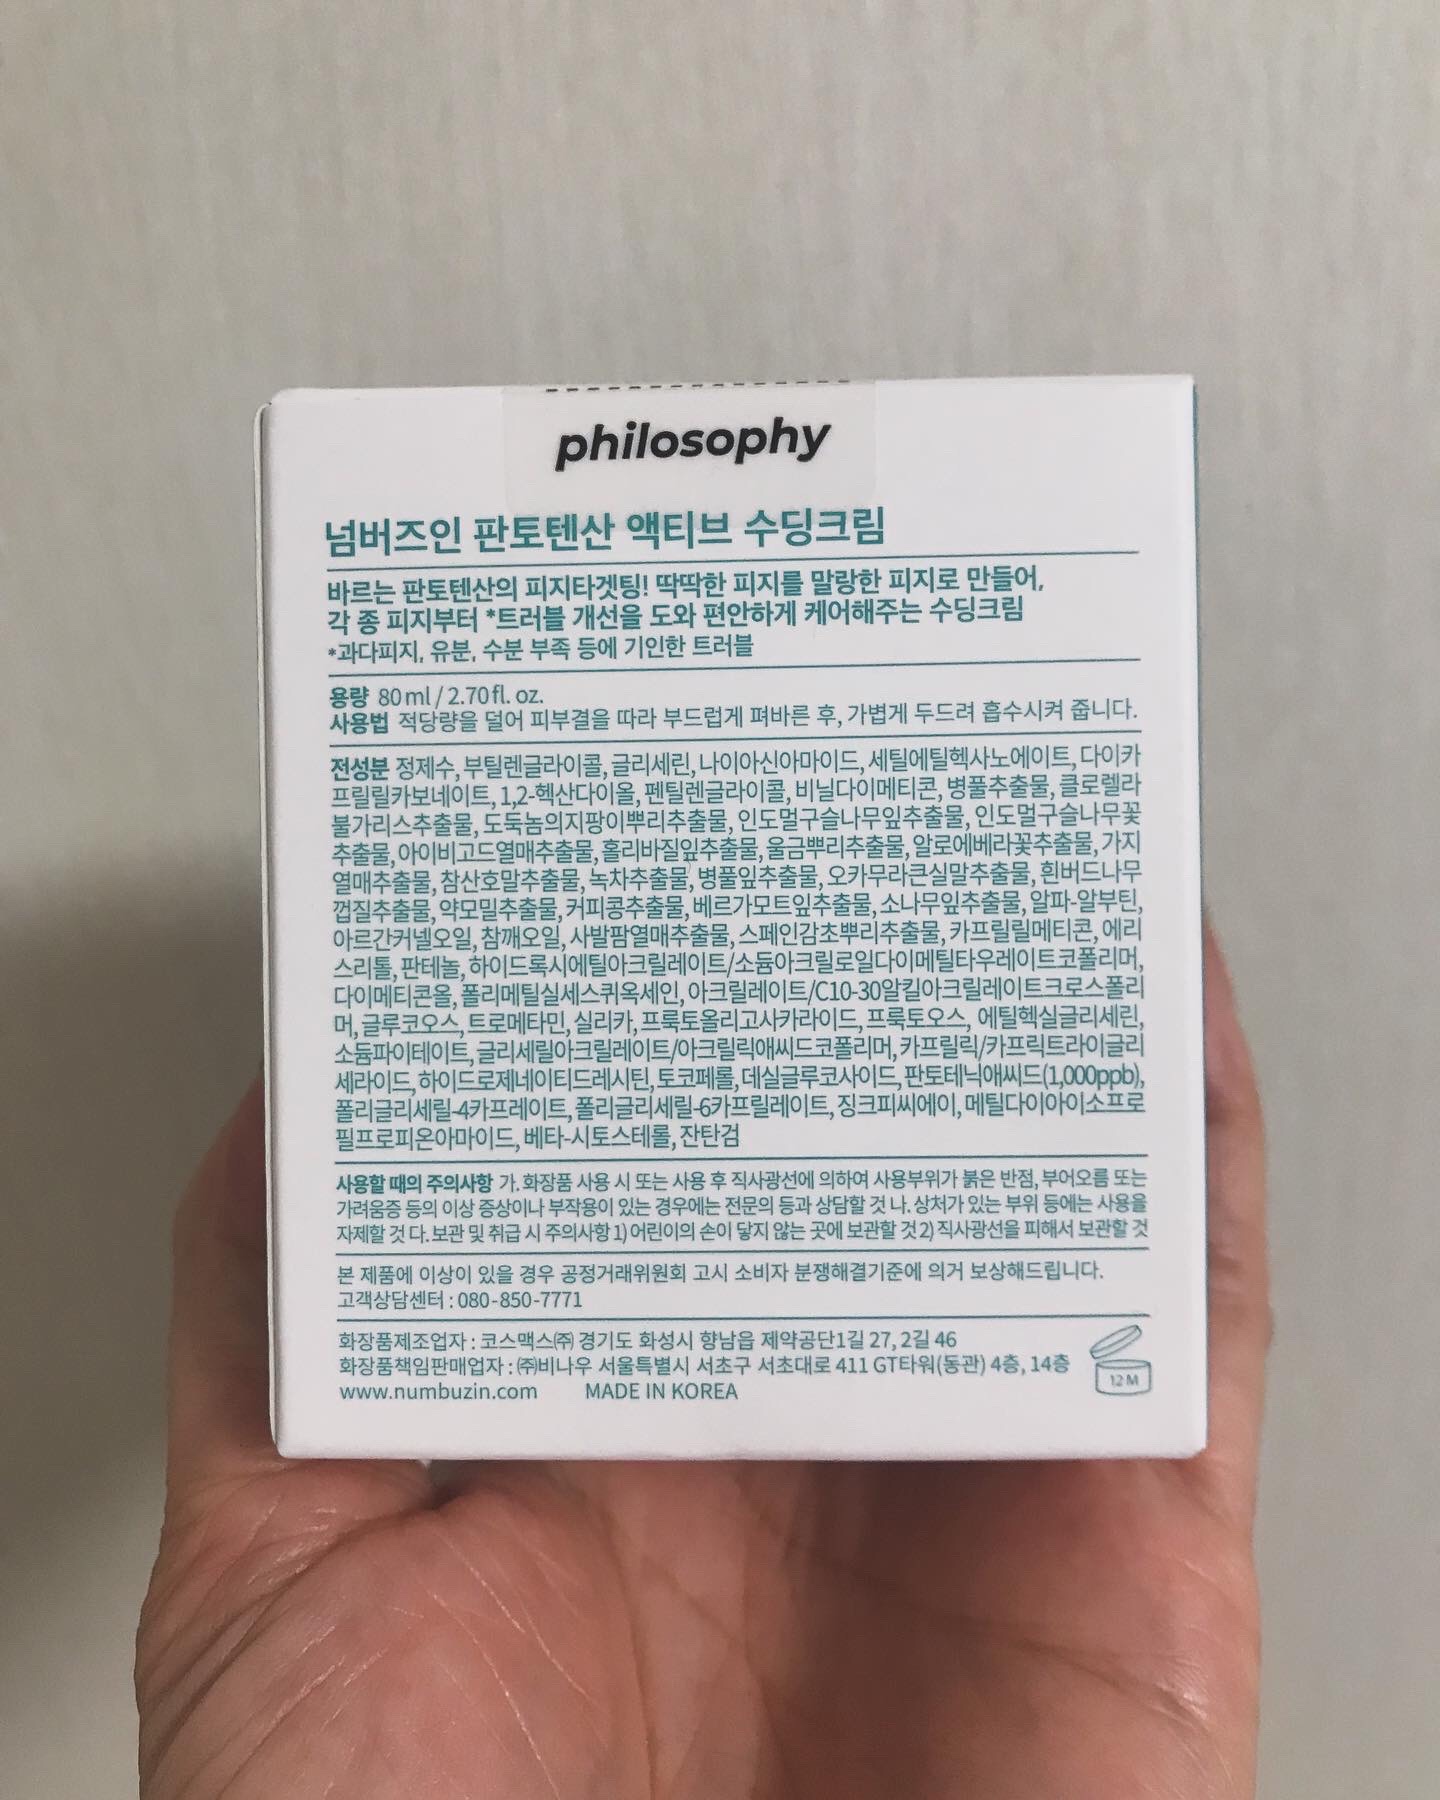 philosophy
넘버즈인 판토텐산 액티브 수딩크림
바르는 판토텐산의 피지타겟팅! 딱딱한 피지를 말랑한 피지로 만들어,
각 종 피지부터 *트러블 개선을 도와 편안하게 케어해주는 수딩크림
*과다피지, 유분, 수분 부족 등에 기인한 트러블
용량 80ml / 2.70fl. oz.
사용법 적당량을 덜어 피부결을 따라 부드럽게 펴바른 후, 가볍게 두드려 흡수시켜 줍니다.
전성분 정제수, 부틸렌글라이콜, 글리세린, 나이아신아마이드, 세틸에틸헥사노에이트, 다이카
프릴릴카보네이트, 1,2-헥산다이올, 펜틸렌글라이콜, 비닐다이메티콘, 병풀추출물, 클로렐라
불가리스추출물, 도둑놈의지팡이뿌리추출물, 인도멀구슬나무잎추출물, 인도멀구슬나무꽃
추출물, 아이비고드열매추출물, 홀리바질잎추출물, 울금뿌리추출물, 알로에베라꽃추출물, 가지
열매추출물, 참산호말추출물, 녹차추출물, 병풀잎추출물, 오카무라큰실말추출물, 흰버드나무
껍질추출물, 약모밀추출물, 커피콩추출물, 베르가모트잎추출물, 소나무잎추출물, 알파-알부틴,
아르간커넬오일, 참깨오일, 사발팜열매추출물, 스페인감초뿌리추출물, 카프릴릴메티콘, 에리
스리톨, 판테놀, 하이드록시에틸아크릴레이트/소듐아크릴로일다이메틸타우레이트코폴리머,
다이메티콘올, 폴리메틸실세스퀴옥세인, 아크릴레이트/C10-30알킬아크릴레이트크로스폴리
머, 글루코오스, 트로메타민, 실리카, 프룩토올리고사카라이드, 프룩토오스, 에틸헥실글리세린,
소듐파이테이트, 글리세릴아크릴레이트/아크릴릭애씨드코폴리머, 카프릴릭/카프릭트라이글리
세라이드, 하이드로제네이티드레시틴, 토코페롤, 데실글루코사이드, 판토테닉애씨드(1,000ppb),
폴리글리세릴-4카프레이트, 폴리글리세릴-6카프릴레이트, 징크피씨에이, 메틸다이아이소프로
필프로피온아마이드, 베타-시토스테롤, 잔탄검
사용할 때의 주의사항 가. 화장품 사용 시 또는 사용 후 직사광선에 의하여 사용부위가 붉은 반점, 부어오름 또는
가려움증 등의 이상 증상이나 부작용이 있는 경우에는 전문의 등과 상담할 것 나. 상처가 있는 부위 등에는 사용을
자제할 것 다. 보관 및 취급 시 주의사항 1) 어린이의 손이 닿지 않는 곳에 보관할 것 2) 직사광선을 피해서 보관할 것
본 제품에 이상이 있을 경우 공정거래위원회 고시 소비자 분쟁해결기준에 의거 보상해드립니다.
고객상담센터 : 080-850-7771
화장품제조업자 : 코스맥스㈜ 경기도 화성시 향남읍 제약공단1길 27, 2길 46
화장품책임판매업자 : ㈜비나우 서울특별시 서초구 서초대로 411 GT타워(동관) 4층, 14층
www.numbuzin.com MADE IN KOREA
12 M